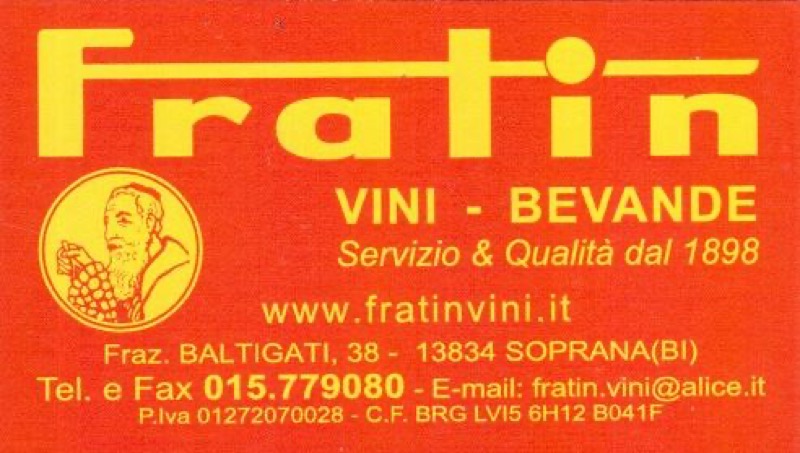 Fratin
VINI - BEVANDE
Servizio & Qualità dal 1898
www.fratinvini.it
Fraz. BALTIGATI, 38 - 13834 SOPRANA(BI)
Tel. e Fax 015.779080 - E-mail: fratin.vini@alice.it
P.Iva 01272070028 - C.F. BRG LVI5 6H12 B041F